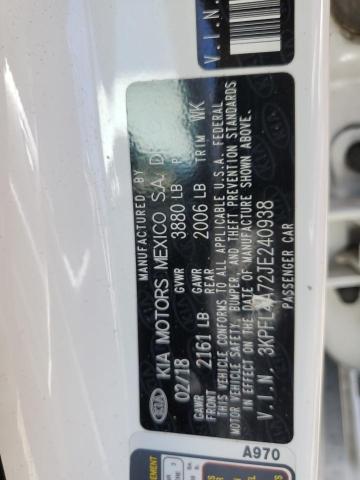 MANUFACTURED BY
KIA MOTORS MEXICO S.A. DE
KIA
02/18 GVWR 3880 LB
GAWR FRONT 2161 LB GAWR REAR 2006 LB TRIM WK
THIS VEHICLE CONFORMS TO ALL APPLICABLE U.S.A. FEDERAL
MOTOR VEHICLE SAFETY, BUMPER, AND THEFT PREVENTION STANDARDS
IN EFFECT ON THE DATE OF MANUFACTURE SHOWN ABOVE.
V.I.N. 3KPFL4A72JE240938
PASSENGER CAR
V.I.N.
A970